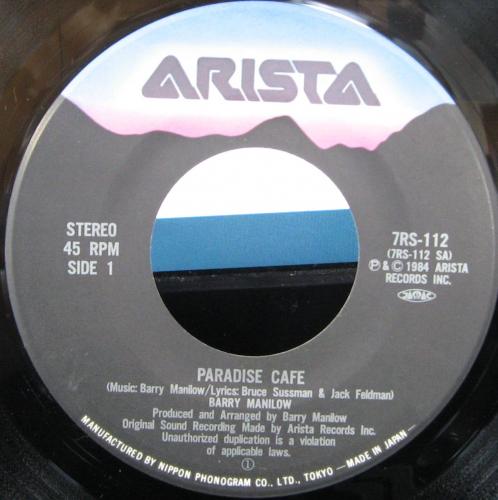 ARISTA
STEREO
45 RPM
SIDE 1
7RS-112
(7RS-112 SA)
Ⓟ & © 1984 ARISTA
RECORDS INC.
JASRAC
PARADISE CAFE
(Music: Barry Manilow/Lyrics: Bruce Sussman & Jack Feldman)
BARRY MANILOW
Produced and Arranged by Barry Manilow
Original Sound Recording Made by Arista Records Inc.
Unauthorized duplication is a violation
of applicable laws.
①
MANUFACTURED BY NIPPON PHONOGRAM CO., LTD., TOKYO —MADE IN JAPAN—